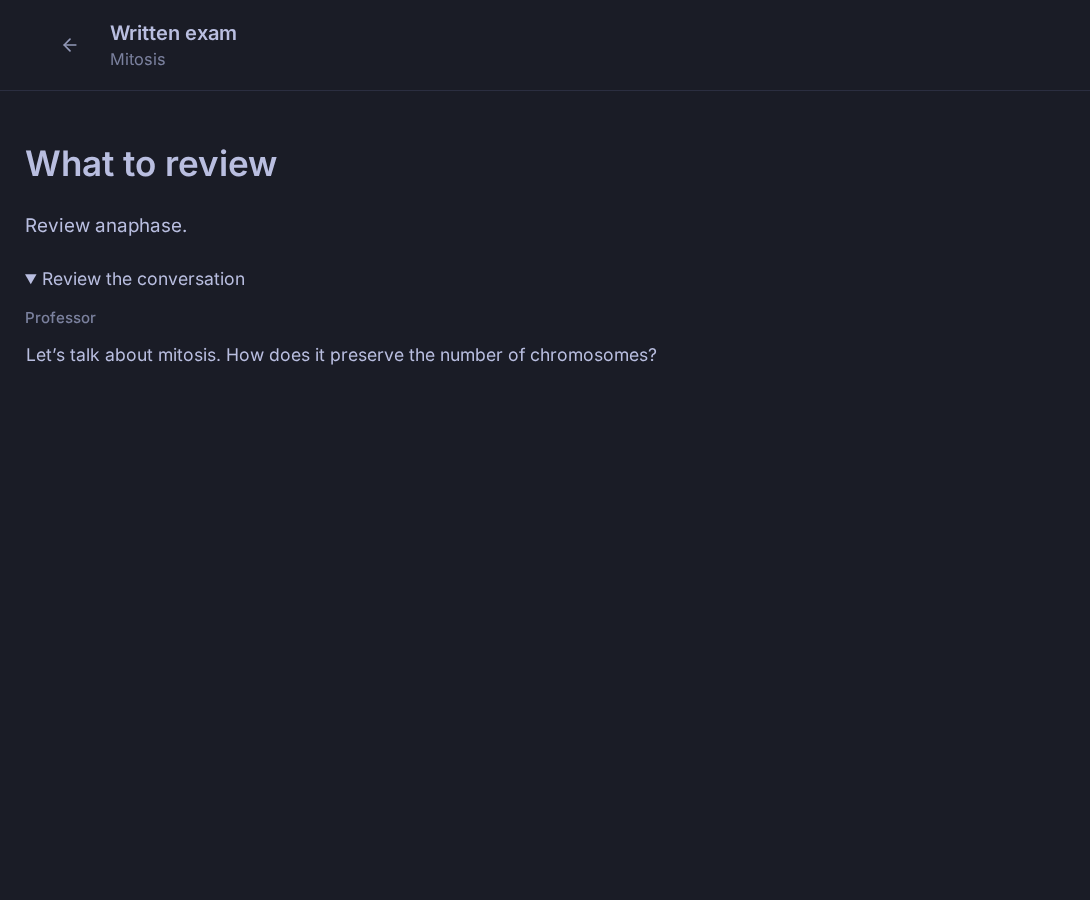 Written exam
Mitosis
What to review
Review anaphase.
Review the conversation
Professor
Let’s talk about mitosis. How does it preserve the number of chromosomes?